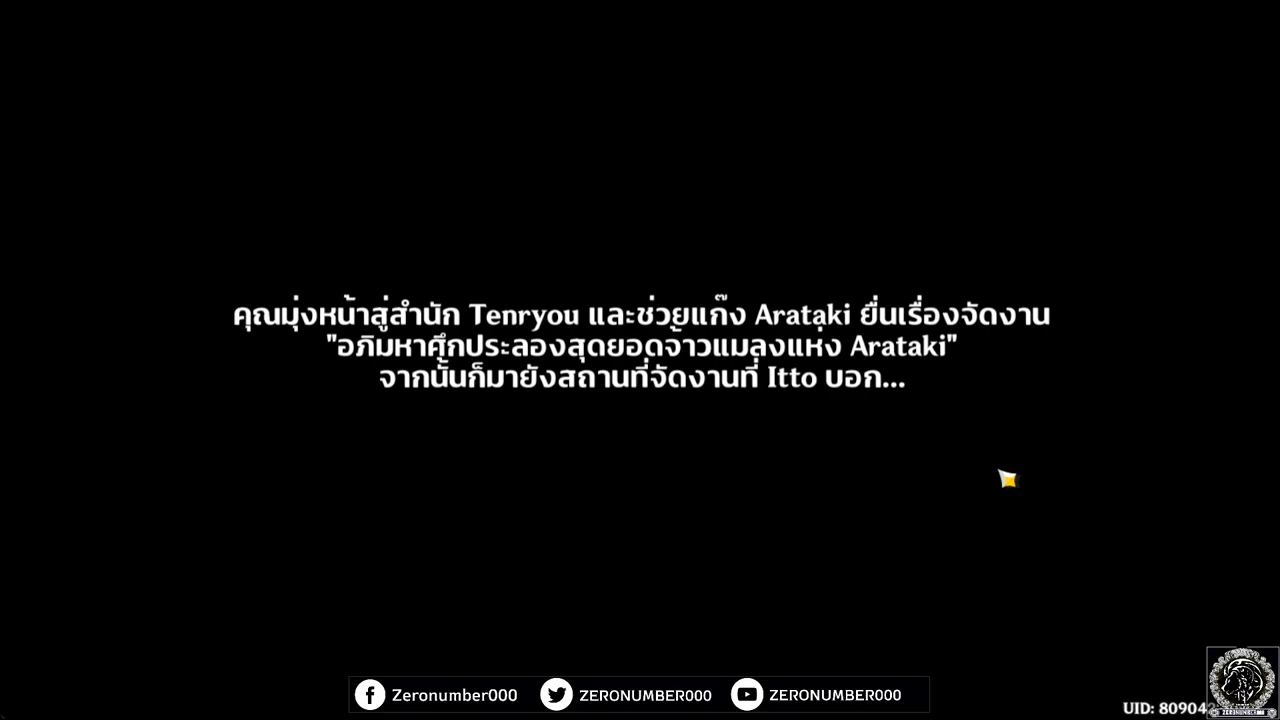 คุณมุ่งหน้าสู่สำนัก Tenryou และช่วยแก๊ง Arataki ยื่นเรื่องจัดงาน
"อภิมหาศึกประลองสุดยอดจ้าวแมลงแห่ง Arataki"
จากนั้นก็มายังสถานที่จัดงานที่ Itto บอก...
Zeronumber000 ZERONUMBER000 ZERONUMBER000
UID: 80904
ZERONUMBER000